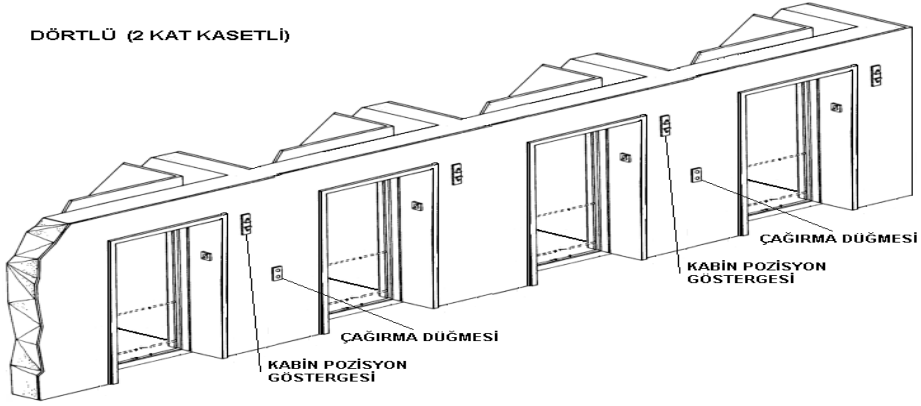 DÖRTLÜ (2 KAT KASETLİ)
ÇAĞIRMA DÜĞMESİ
KABİN POZİSYON
GÖSTERGESİ
ÇAĞIRMA DÜĞMESİ
KABİN POZİSYON
GÖSTERGESİ